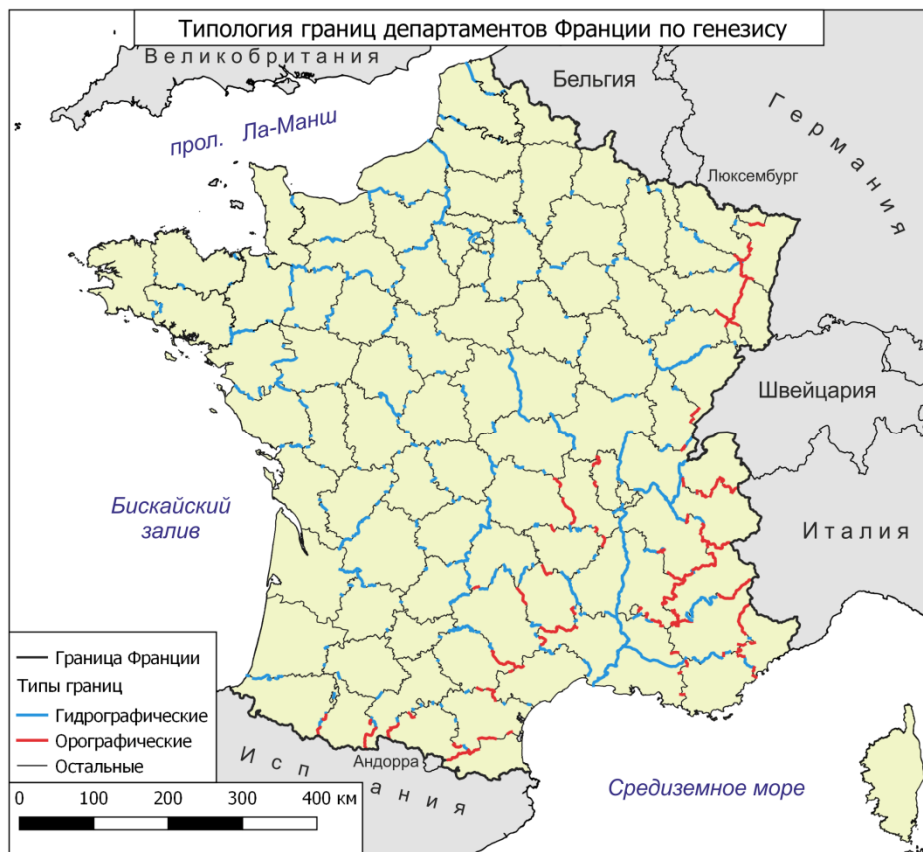 Типология границ департаментов Франции по генезису
Великобритания
Бельгия
Германия
прол. Ла-Манш
Люксембург
Швейцария
Бискайский
залив
Италия
Граница Франции
Типы границ
Гидрографические
Орографические
Остальные
Андорра
Испания
Средиземное море
0 100 200 300 400 км